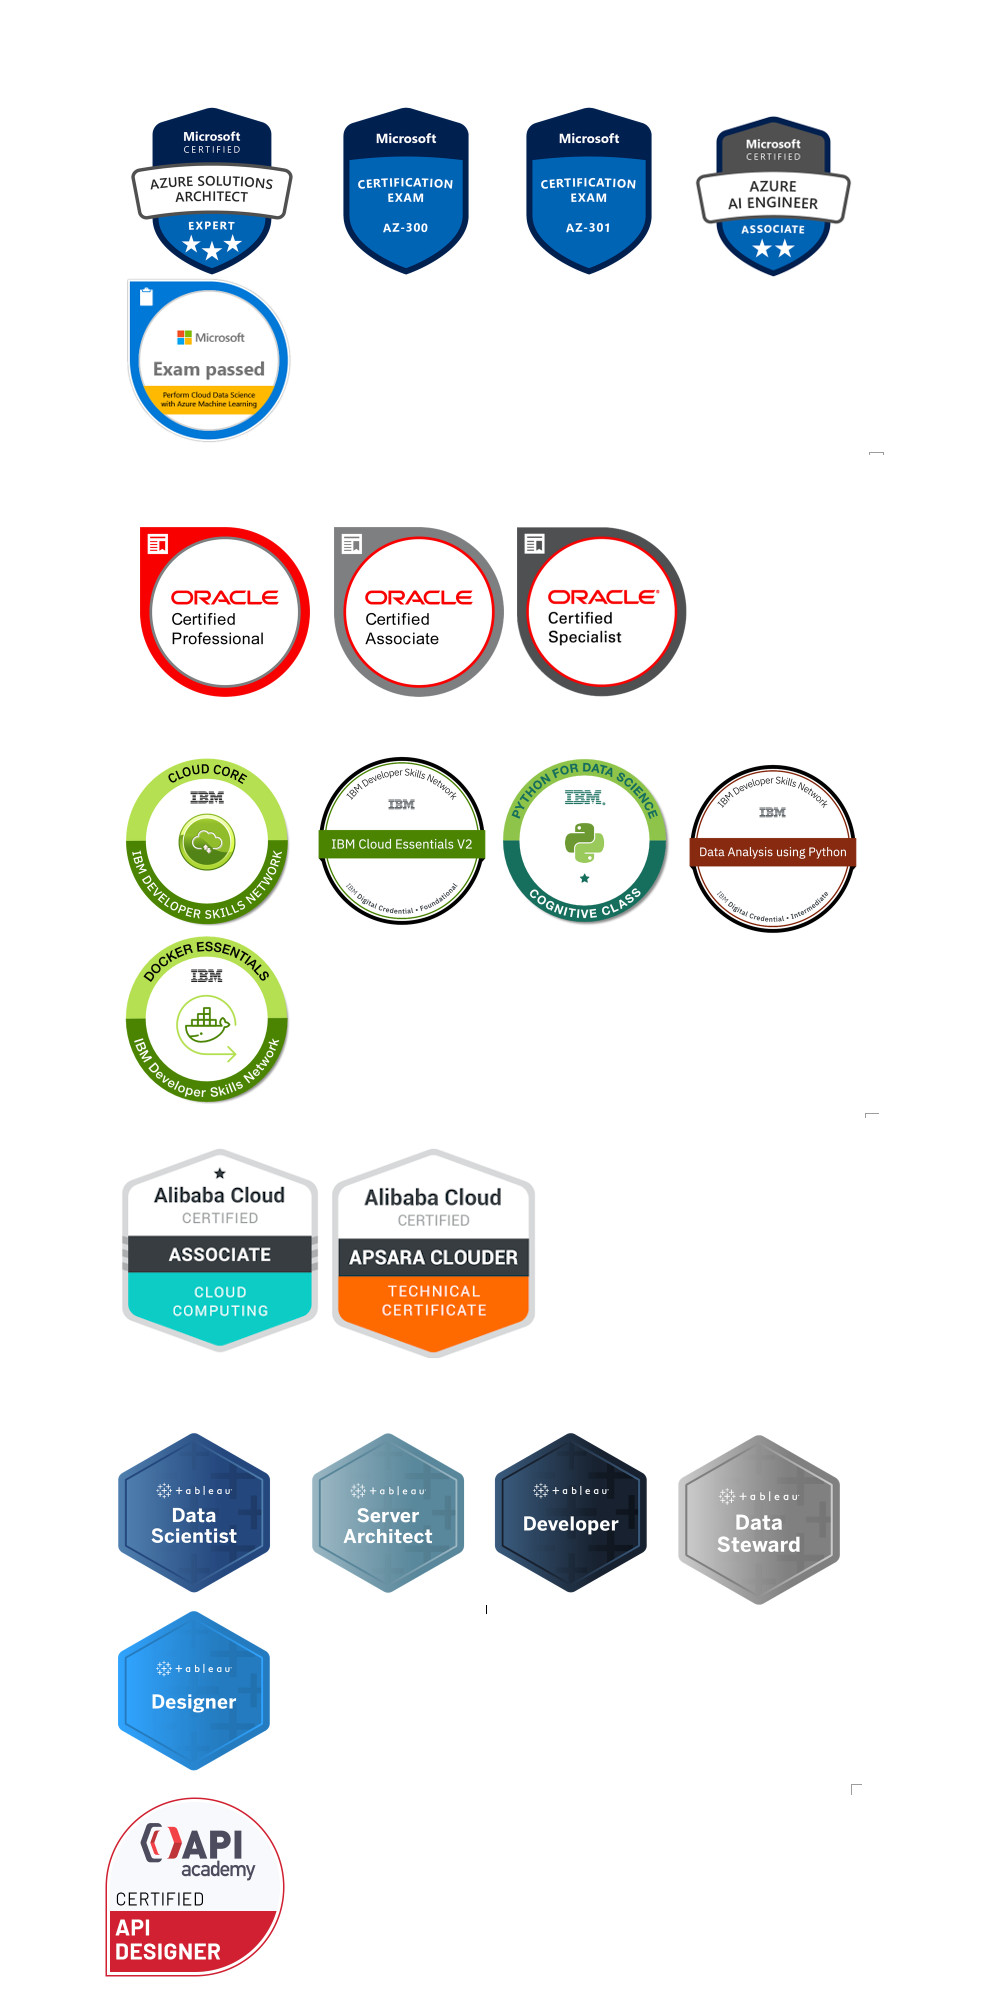 Microsoft
CERTIFIED
AZURE SOLUTIONS
ARCHITECT
EXPERT
Microsoft
CERTIFICATION
EXAM
AZ-300
Microsoft
CERTIFICATION
EXAM
AZ-301
Microsoft
CERTIFIED
AZURE
AI ENGINEER
ASSOCIATE
Microsoft
Exam passed
Perform Cloud Data Science
with Azure Machine Learning
ORACLE
Certified
Professional
ORACLE
Certified
Associate
ORACLE®
Certified
Specialist
CLOUD CORE
IBM
IBM DEVELOPER SKILLS NETWORK
IBM Developer Skills Network
IBM
IBM Cloud Essentials V2
IBM Digital Credential • Foundational
PYTHON FOR DATA SCIENCE
IBM.
COGNITIVE CLASS
IBM Developer Skills Network
IBM
Data Analysis using Python
IBM Digital Credential • Intermediate
DOCKER ESSENTIALS
IBM
IBM Developer Skills Network
Alibaba Cloud
CERTIFIED
ASSOCIATE
CLOUD
COMPUTING
Alibaba Cloud
CERTIFIED
APSARA CLOUDER
TECHNICAL
CERTIFICATE
+ableau
Data
Scientist
+ableau
Server
Architect
+ableau
Developer
+ableau
Data
Steward
+ableau
Designer
API
academy
CERTIFIED
API
DESIGNER